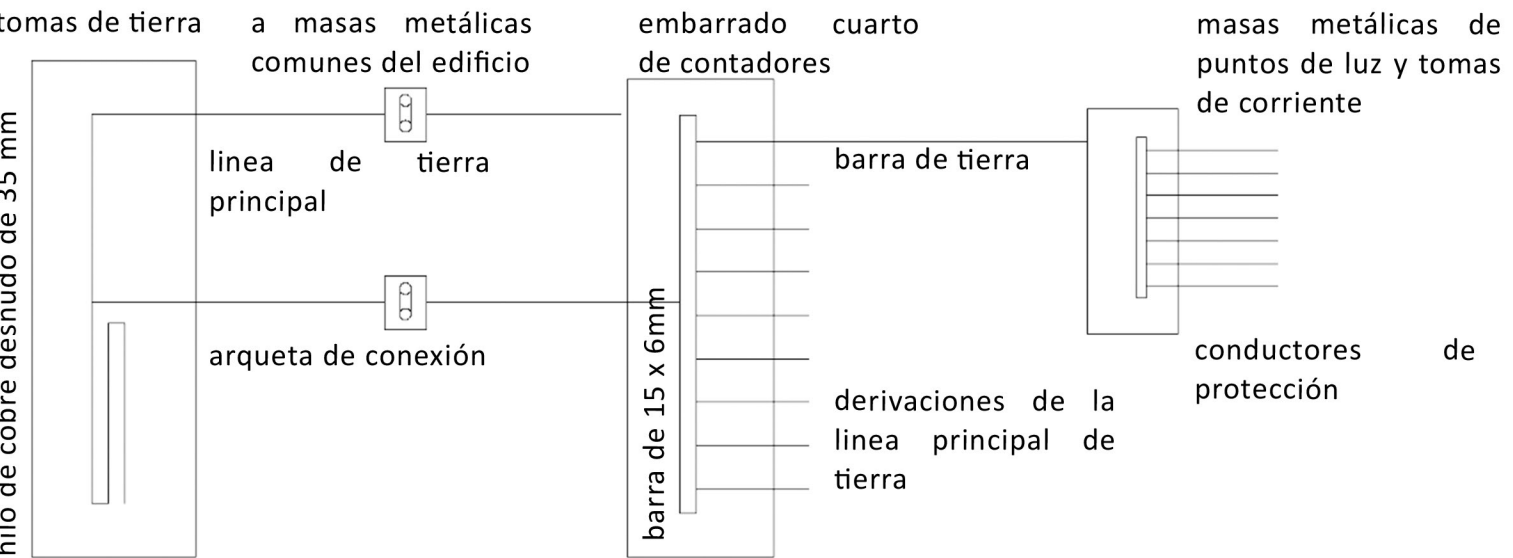 tomas de tierra
a masas metálicas
comunes del edificio
embarrado cuarto
de contadores
masas metálicas de
puntos de luz y tomas
de corriente
hilo de cobre desnudo de 35 mm
linea de tierra
principal
barra de tierra
arqueta de conexión
barra de 15 x 6mm
derivaciones de la
linea principal de
tierra
conductores de
protección